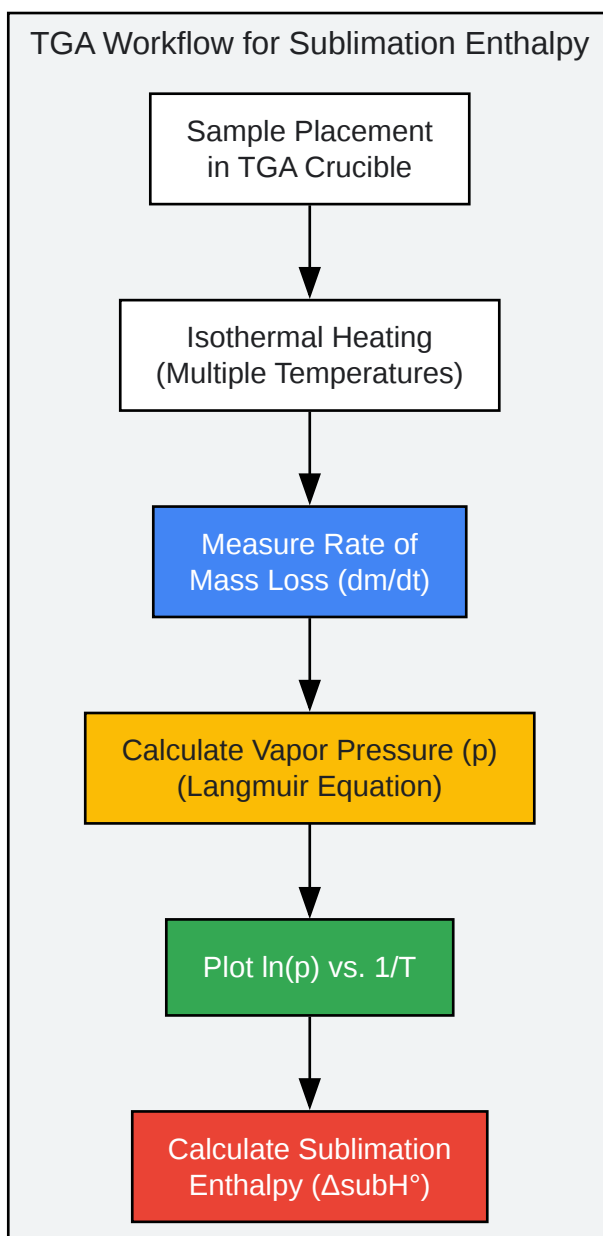 TGA Workflow for Sublimation Enthalpy
Sample Placement
in TGA Crucible
Isothermal Heating
(Multiple Temperatures)
Measure Rate of
Mass Loss (dm/dt)
Calculate Vapor Pressure (p)
(Langmuir Equation)
Plot ln(p) vs. 1/T
Calculate Sublimation
Enthalpy (ΔsubH°)